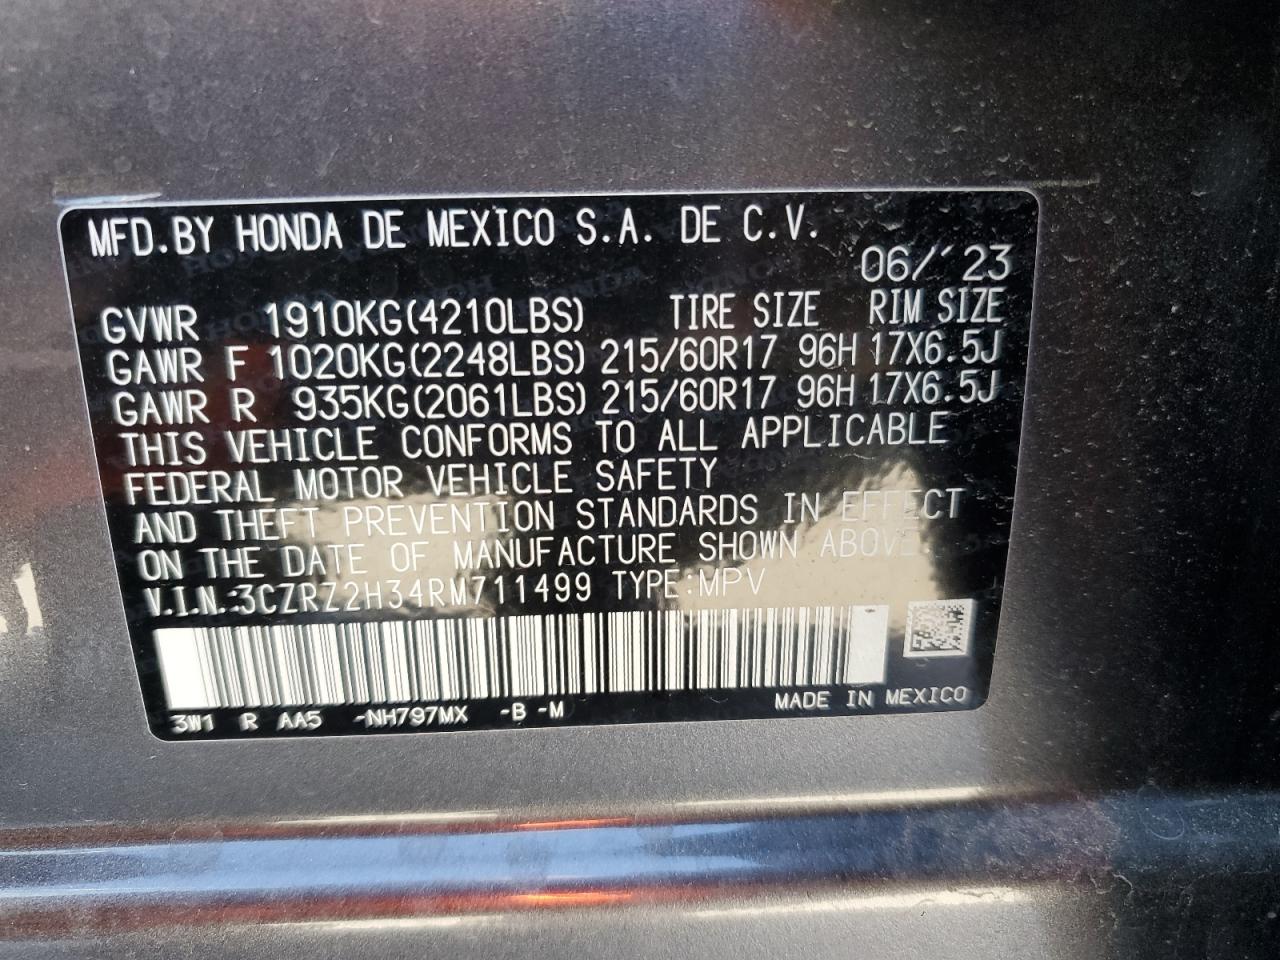 MFD.BY HONDA DE MEXICO S.A. DE C.V.
06/'23
GVWR 1910KG(4210LBS) TIRE SIZE RIM SIZE
GAWR F 1020KG(2248LBS) 215/60R17 96H 17X6.5J
GAWR R 935KG(2061LBS) 215/60R17 96H 17X6.5J
THIS VEHICLE CONFORMS TO ALL APPLICABLE
FEDERAL MOTOR VEHICLE SAFETY
AND THEFT PREVENTION STANDARDS IN EFFECT
ON THE DATE OF MANUFACTURE SHOWN ABOVE.
V.I.N.:3CZRZ2H34RM711499 TYPE:MPV
3W1 R AA5 -NH797MX -B -M MADE IN MEXICO